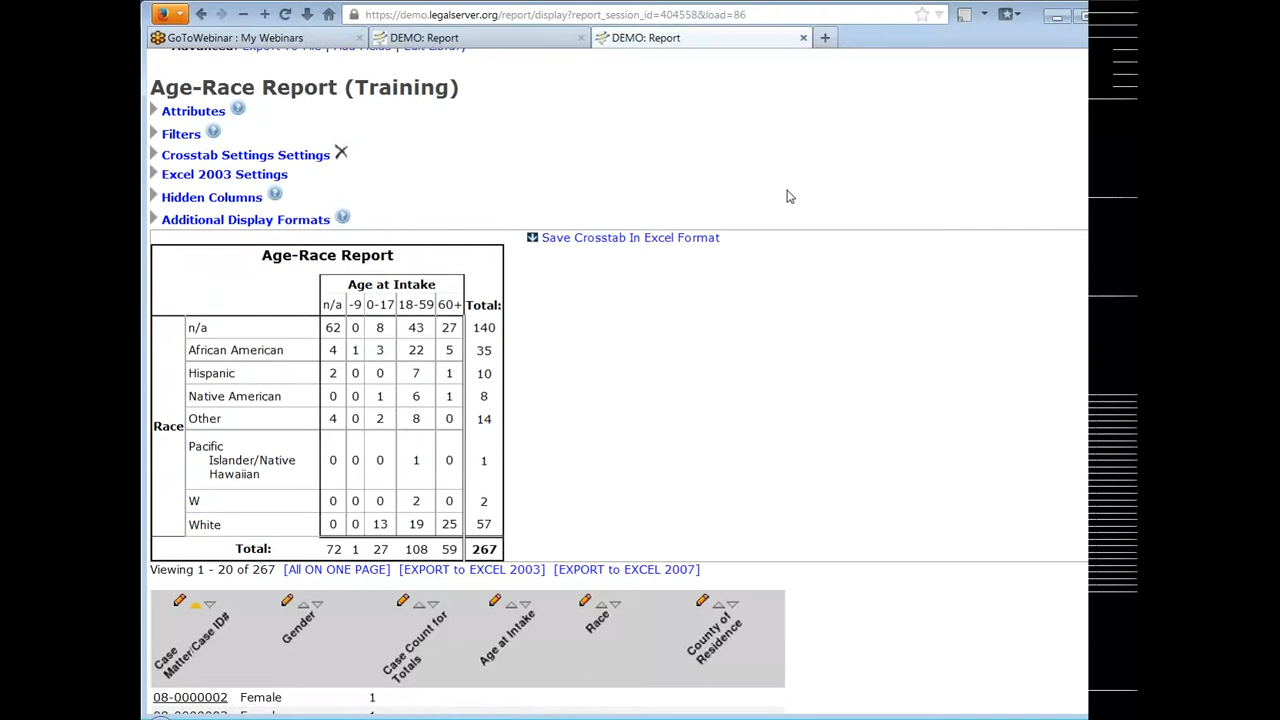 https://demo.legalserver.org/report/display?report_session_id=404558&load=86
GoToWebinar : My Webinars
DEMO: Report
DEMO: Report
Advanced: Export To File | Add Fields | Edit Library
Age-Race Report (Training)
Attributes
Filters
Crosstab Settings Settings
Excel 2003 Settings
Hidden Columns
Additional Display Formats
Save Crosstab In Excel Format
Age-Race Report
Age at Intake
n/a -9 0-17 18-59 60+ Total:
n/a 62 0 8 43 27 140
African American 4 1 3 22 5 35
Hispanic 2 0 0 7 1 10
Native American 0 0 1 6 1 8
Other 4 0 2 8 0 14
Race
Pacific
Islander/Native 0 0 0 1 0 1
Hawaiian
W 0 0 0 2 0 2
White 0 0 13 19 25 57
Total: 72 1 27 108 59 267
Viewing 1 - 20 of 267 [All ON ONE PAGE] [EXPORT to EXCEL 2003] [EXPORT to EXCEL 2007]
Case
Matter/Case ID#
Gender
Case Count for
Totals
Age at Intake
Race
County of
Residence
08-0000002 Female 1